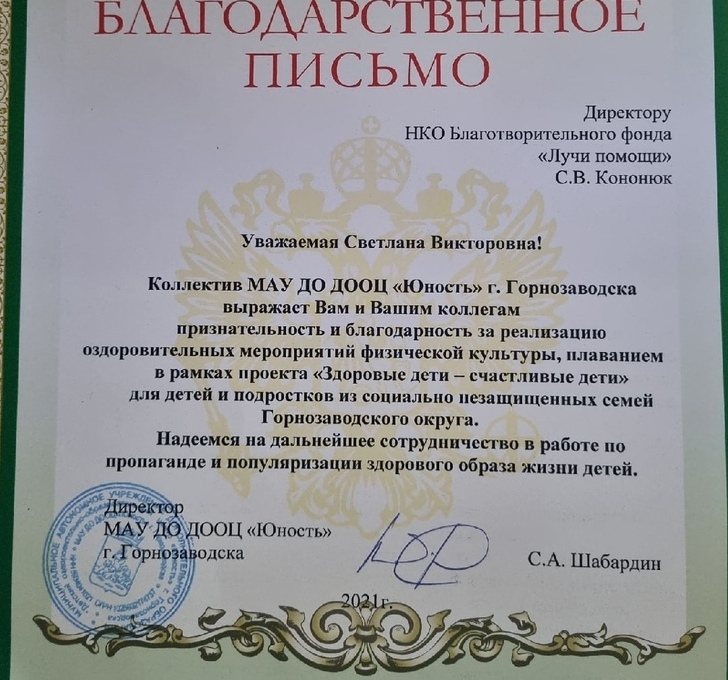 БЛАГОДАРСТВЕННОЕ
ПИСЬМО
Директору
НКО Благотворительного фонда
«Лучи помощи»
С.В. Кононюк
Уважаемая Светлана Викторовна!
Коллектив МАУ ДО ДООЦ «Юность» г. Горнозаводска
выражает Вам и Вашим коллегам
признательность и благодарность за реализацию
оздоровительных мероприятий физической культуры, плаванием
в рамках проекта «Здоровые дети – счастливые дети»
для детей и подростков из социально незащищенных семей
Горнозаводского округа.
Надеемся на дальнейшее сотрудничество в работе по
пропаганде и популяризации здорового образа жизни детей.
Директор
МАУ ДО ДООЦ «Юность»
г. Горнозаводска
С.А. Шабардин
2021г.
МУНИЦИПАЛЬНОЕ АВТОНОМНОЕ УЧРЕЖДЕНИЕ